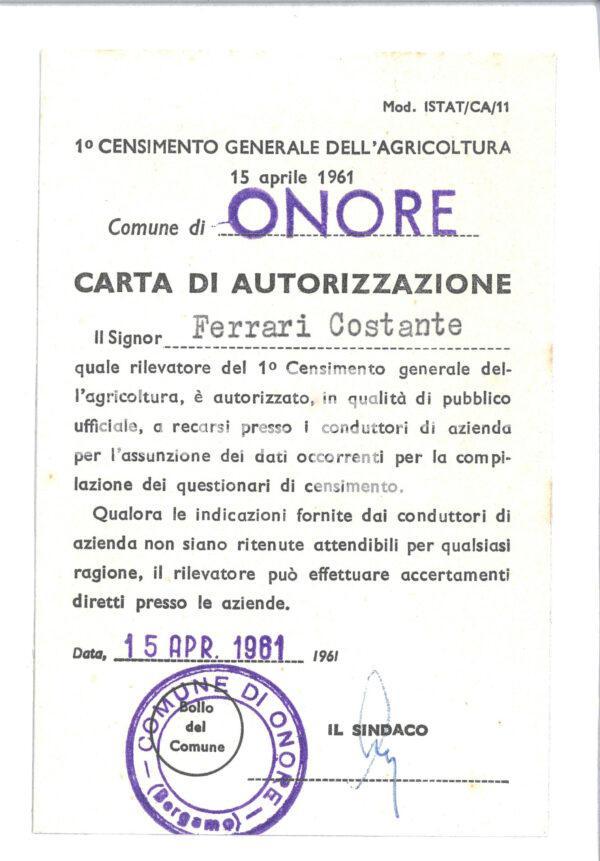 Mod. ISTAT/CA/11
1º CENSIMENTO GENERALE DELL'AGRICOLTURA
15 aprile 1961
Comune di ONORE
CARTA DI AUTORIZZAZIONE
Il Signor Ferrari Costante
quale rilevatore del 1º Censimento generale del-
l'agricoltura, è autorizzato, in qualità di pubblico
ufficiale, a recarsi presso i conduttori di azienda
per l'assunzione dei dati occorrenti per la compi-
lazione dei questionari di censimento.
Qualora le indicazioni fornite dai conduttori di
azienda non siano ritenute attendibili per qualsiasi
ragione, il rilevatore può effettuare accertamenti
diretti presso le aziende.
Data, 15 APR. 1961 1961
COMUNE DI ONORE
(Bergamo)
Bollo
del
Comune
IL SINDACO